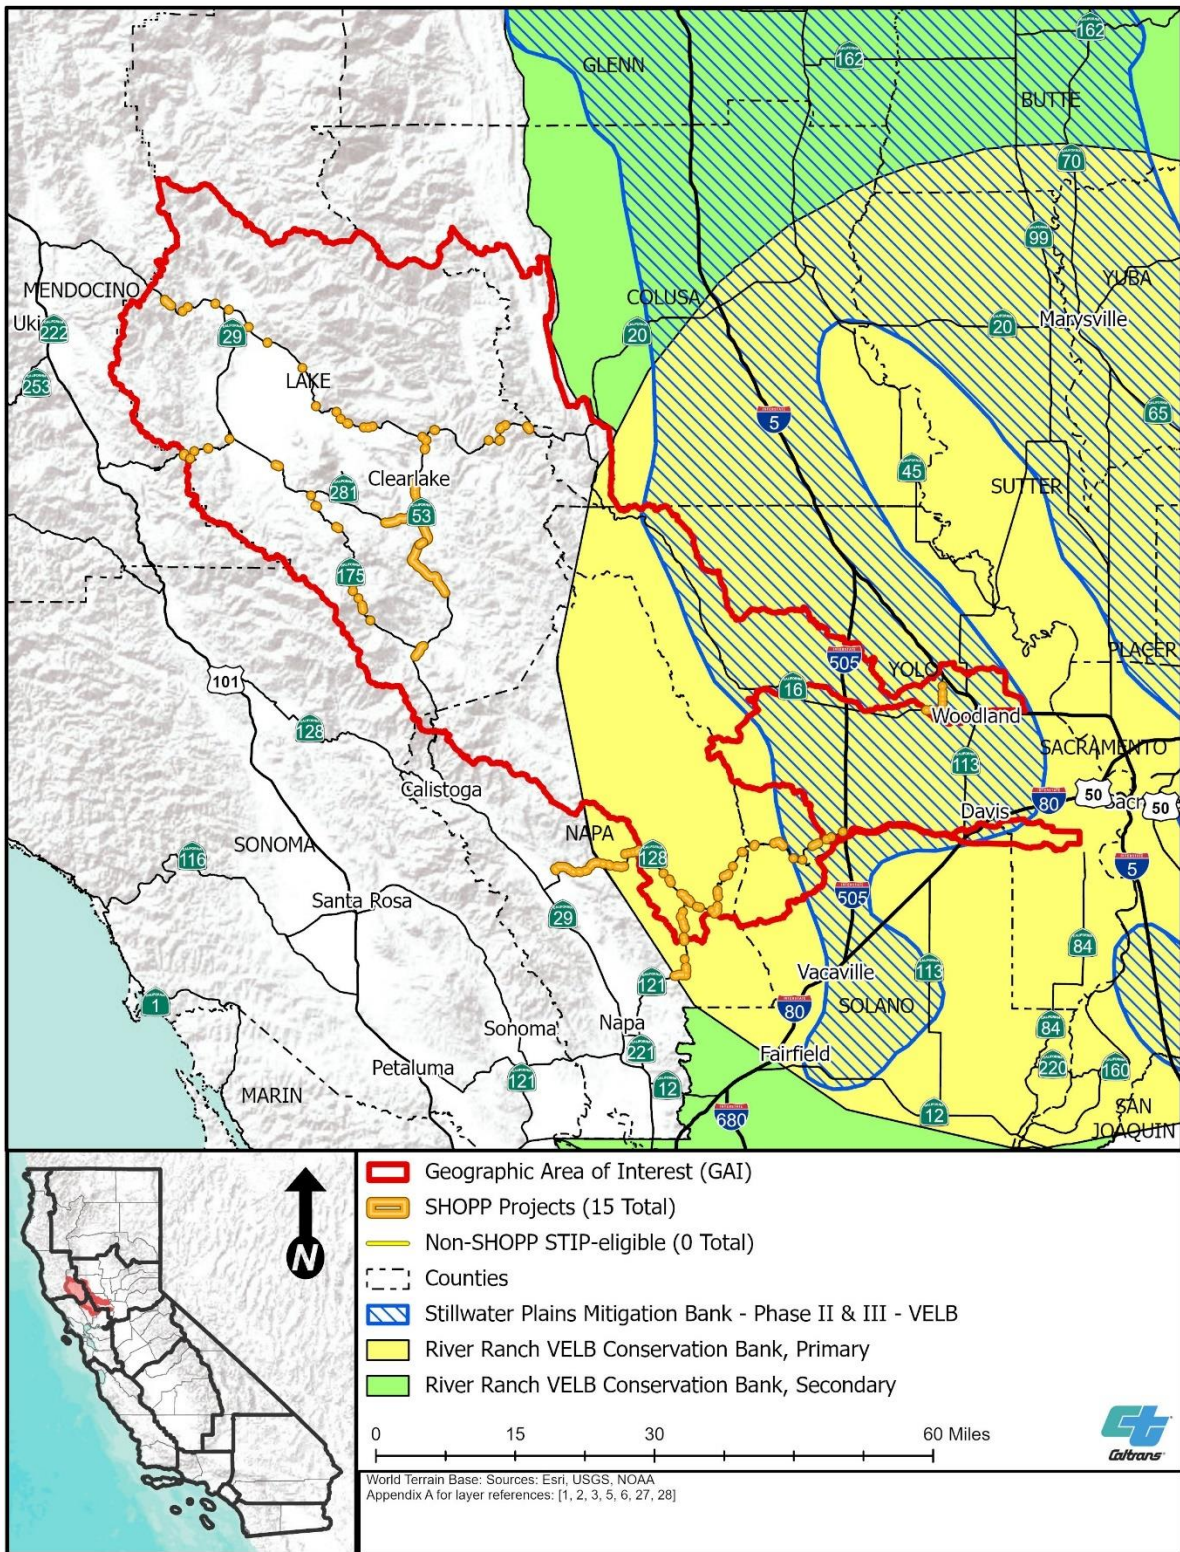 162
GLENN
162
BUTTE
70
99
YUBA
MENDOCINO
COLUSA
Uki
222
29
20
20
Marysville
253
LAKE
5
65
45
Clearlake
281
53
SUTTER
175
PLACER
505
YOLO
101
16
Woodland
128
SACRAMENTO
113
Calistoga
80
50
Sacr
50
Davis
NAPA
SONOMA
116
128
5
Santa Rosa
505
29
84
Vacaville
113
121
1
80
SOLANO
84
Sonoma
Napa
221
Fairfield
Petaluma
220
160
121
MARIN
12
12
680
SAN
JOAQUIN
Geographic Area of Interest (GAI)
SHOPP Projects (15 Total)
N
Non-SHOPP STIP-eligible (0 Total)
Counties
Stillwater Plains Mitigation Bank - Phase II & III - VELB
River Ranch VELB Conservation Bank, Primary
River Ranch VELB Conservation Bank, Secondary
0 15 30 60 Miles
Caltrans
World Terrain Base: Sources: Esri, USGS, NOAA
Appendix A for layer references: [1, 2, 3, 5, 6, 27, 28]